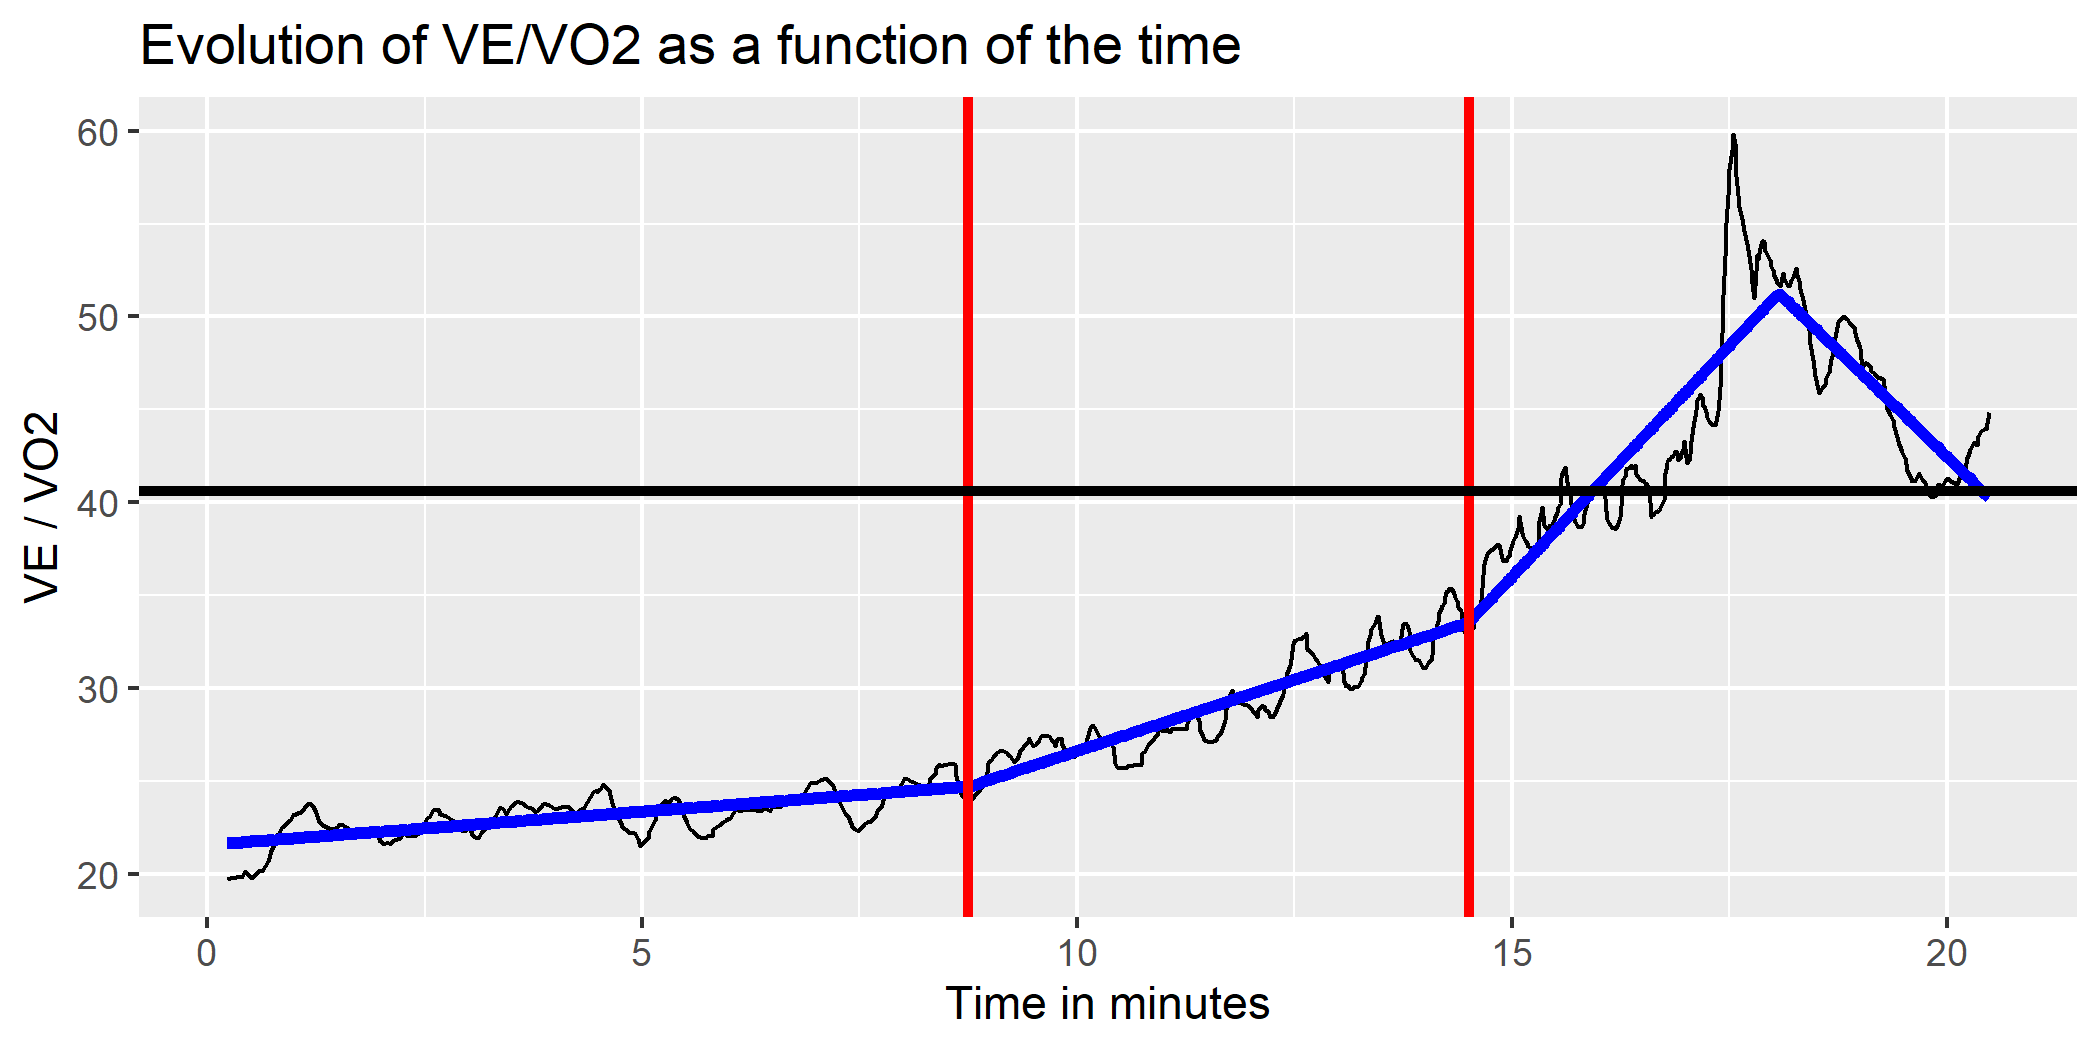 Evolution of VE/VO2 as a function of the time
60
50
40
30
20
VE / VO2
0 5 10 15 20
Time in minutes